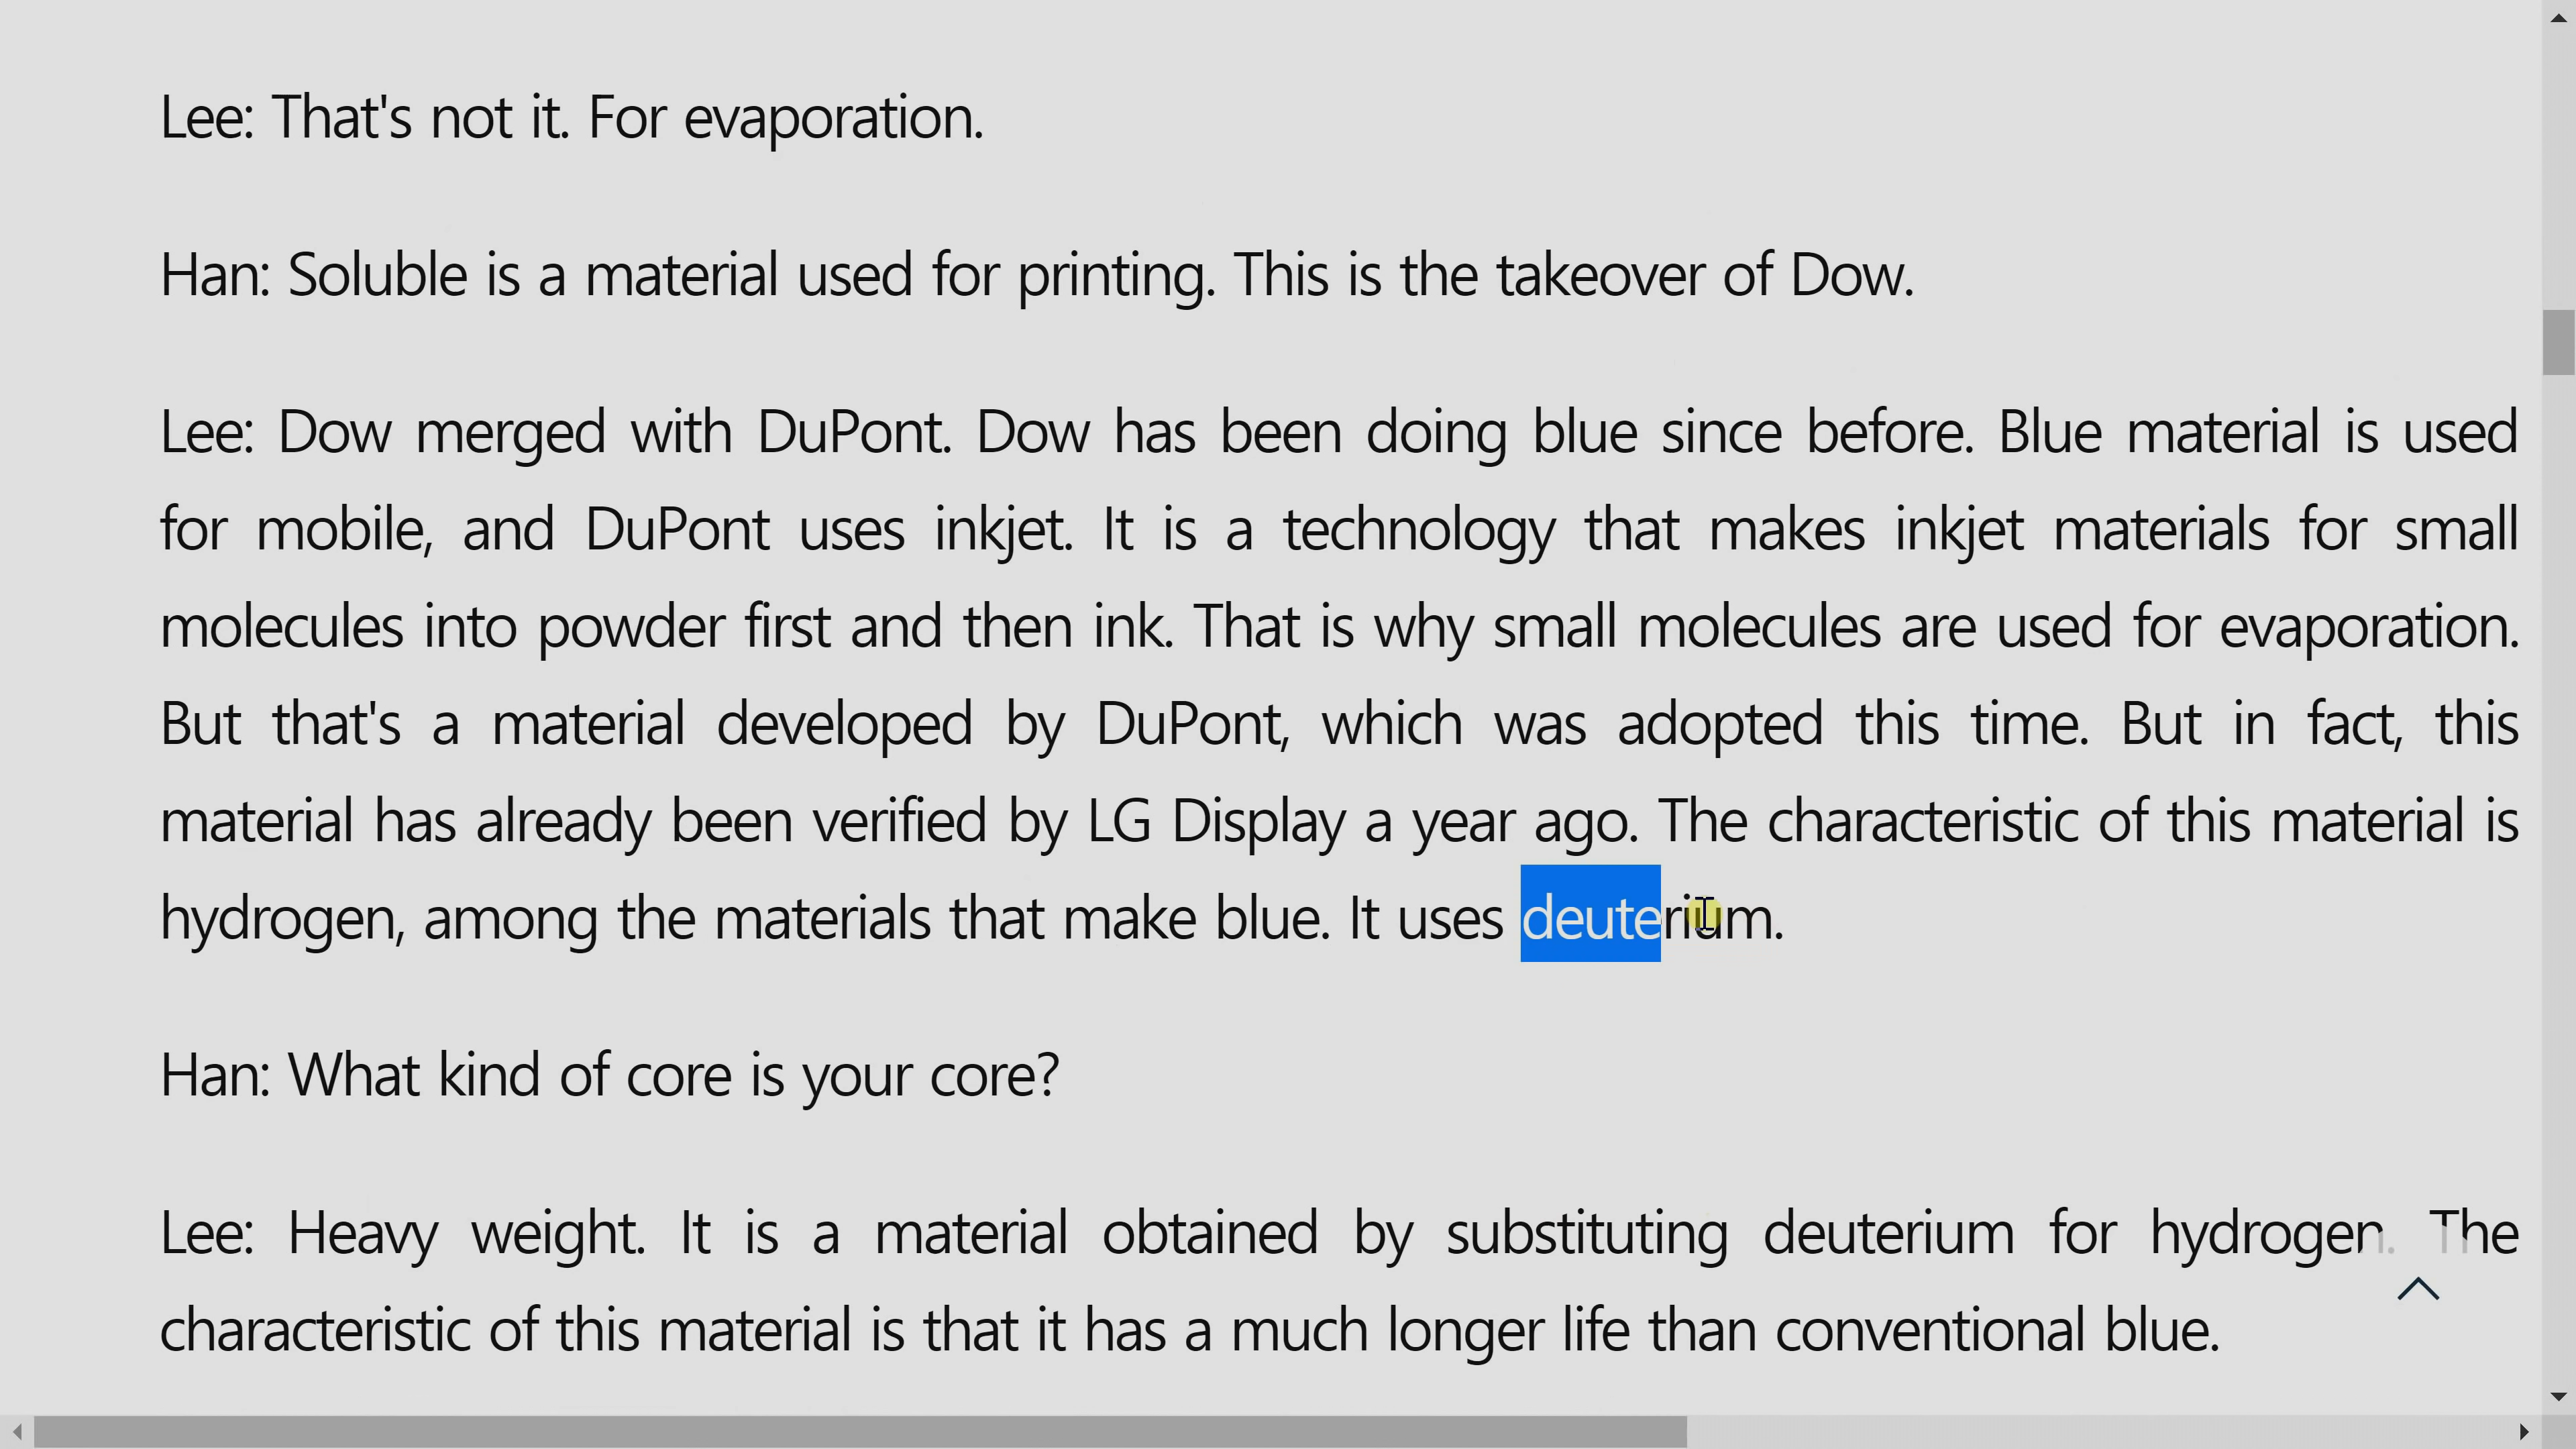 Lee: That's not it. For evaporation.
Han: Soluble is a material used for printing. This is the takeover of Dow.
Lee: Dow merged with DuPont. Dow has been doing blue since before. Blue material is used
for mobile, and DuPont uses inkjet. It is a technology that makes inkjet materials for small
molecules into powder first and then ink. That is why small molecules are used for evaporation.
But that's a material developed by DuPont, which was adopted this time. But in fact, this
material has already been verified by LG Display a year ago. The characteristic of this material is
hydrogen, among the materials that make blue. It uses deuterium.
Han: What kind of core is your core?
Lee: Heavy weight. It is a material obtained by substituting deuterium for hydrogen. The
characteristic of this material is that it has a much longer life than conventional blue.